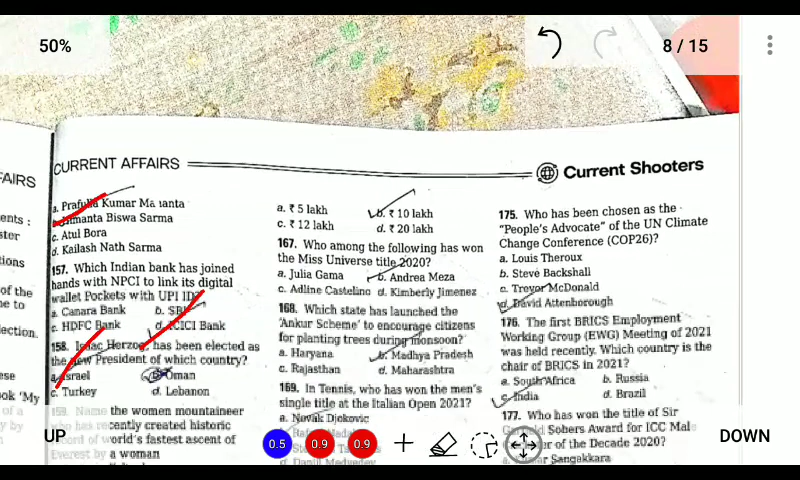 50%
8 / 15
CURRENT AFFAIRS
Current Shooters
FAIRS
ents :
ster
tions
of the
ne to
lection.
ese
ook 'My
of a
y by
a. Prafulla Kumar Mahanta
b. Himanta Biswa Sarma
c. Atul Bora
d. Kailash Nath Sarma
157. Which Indian bank has joined
hands with NPCI to link its digital
wallet Pockets with UPI ID?
a. Canara Bank b. SBI
c. HDFC Bank d. ICICI Bank
158. Isaac Herzog has been elected as
the new President of which country?
a. Israel b. Oman
c. Turkey d. Lebanon
159. Name the women mountaineer
who has recently created historic
record of world's fastest ascent of
Everest by a woman
a. ₹ 5 lakh b. ₹ 10 lakh
c. ₹ 12 lakh d. ₹ 20 lakh
167. Who among the following has won
the Miss Universe title 2020?
a. Julia Gama b. Andrea Meza
c. Adline Castelino d. Kimberly Jimenez
168. Which state has launched the
'Ankur Scheme' to encourage citizens
for planting trees during monsoon?
a. Haryana b. Madhya Pradesh
c. Rajasthan d. Maharashtra
169. In Tennis, who has won the men's
single title at the Italian Open 2021?
a. Novak Djokovic
b. Rafael Nadal
d. Daniil Medvedev
175. Who has been chosen as the
"People's Advocate" of the UN Climate
Change Conference (COP26)?
a. Louis Theroux
b. Steve Backshall
c. Trevor McDonald
d. David Attenborough
176. The first BRICS Employment
Working Group (EWG) Meeting of 2021
was held recently. Which country is the
chair of BRICS in 2021?
a. South Africa b. Russia
c. India d. Brazil
177. Who has won the title of Sir
Sobers Award for ICC Male
of the Decade 2020?
Sangakkara
UP
0.5
0.9
0.9
DOWN